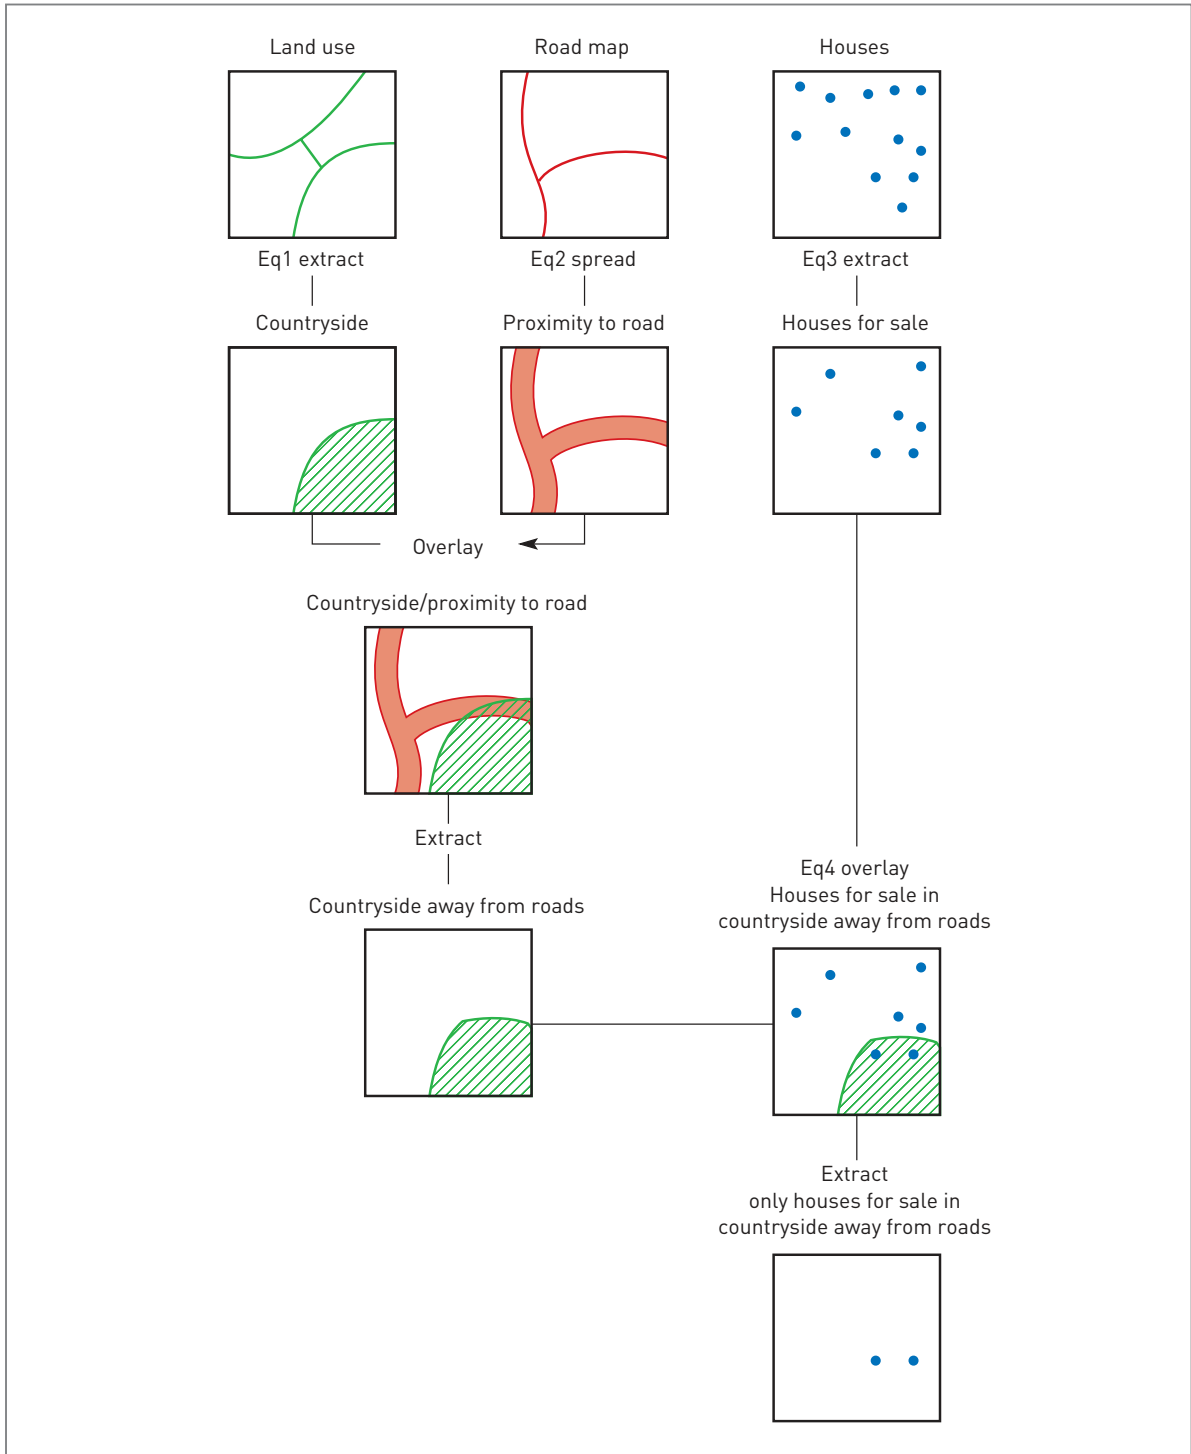 Land use
Road map
Houses
Eq1 extract
Eq2 spread
Eq3 extract
Countryside
Proximity to road
Houses for sale
Overlay
Countryside/proximity to road
Extract
Eq4 overlay
Houses for sale in
countryside away from roads
Countryside away from roads
Extract
only houses for sale in
countryside away from roads